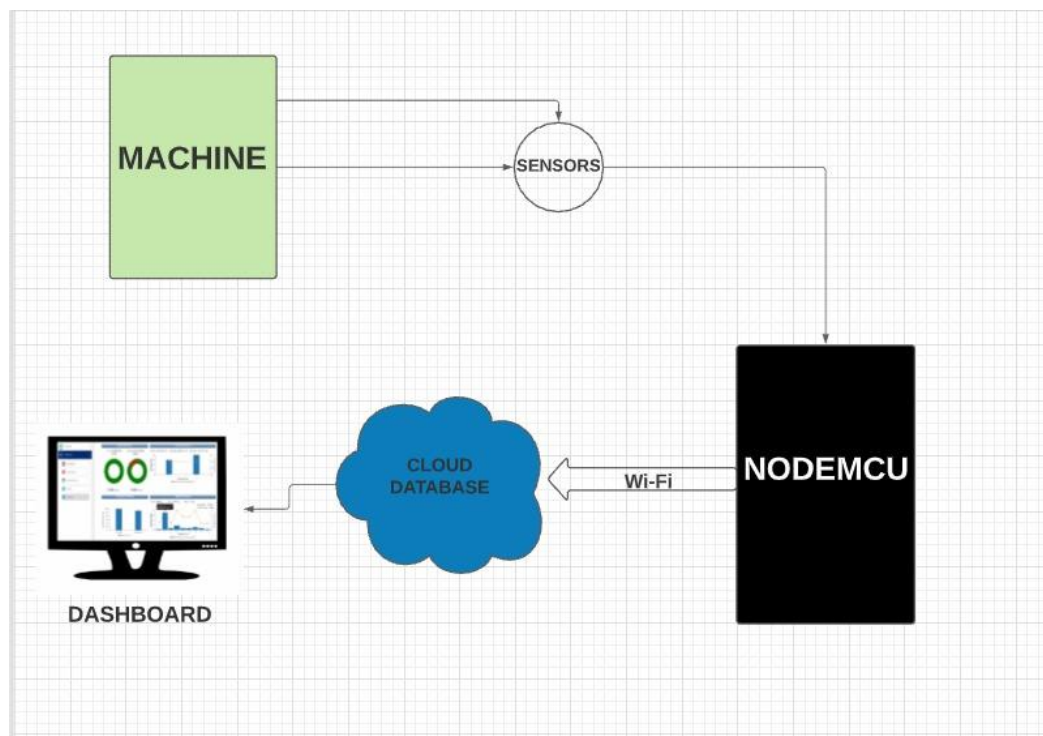 MACHINE
SENSORS
NODEMCU
Wi-Fi
CLOUD
DATABASE
DASHBOARD